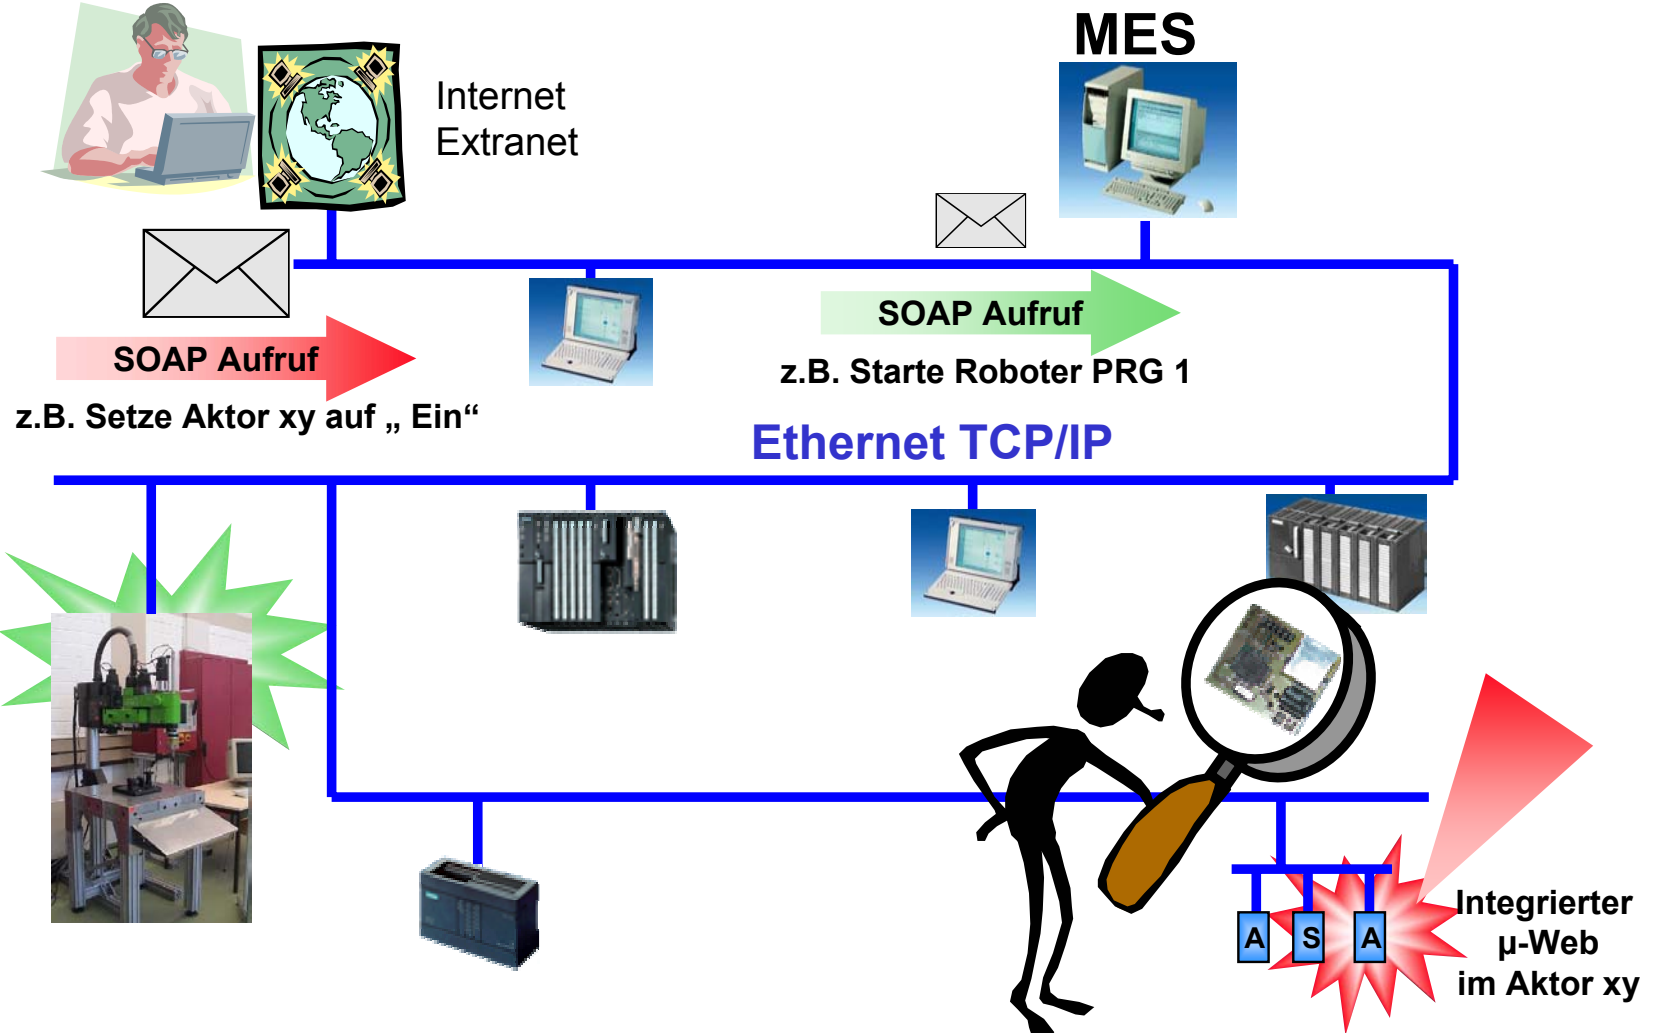 MES
Internet
Extranet
SOAP Aufruf
z.B. Starte Roboter PRG 1
SOAP Aufruf
z.B. Setze Aktor xy auf „ Ein“
Ethernet TCP/IP
A S A
Integrierter
µ-Web
im Aktor xy